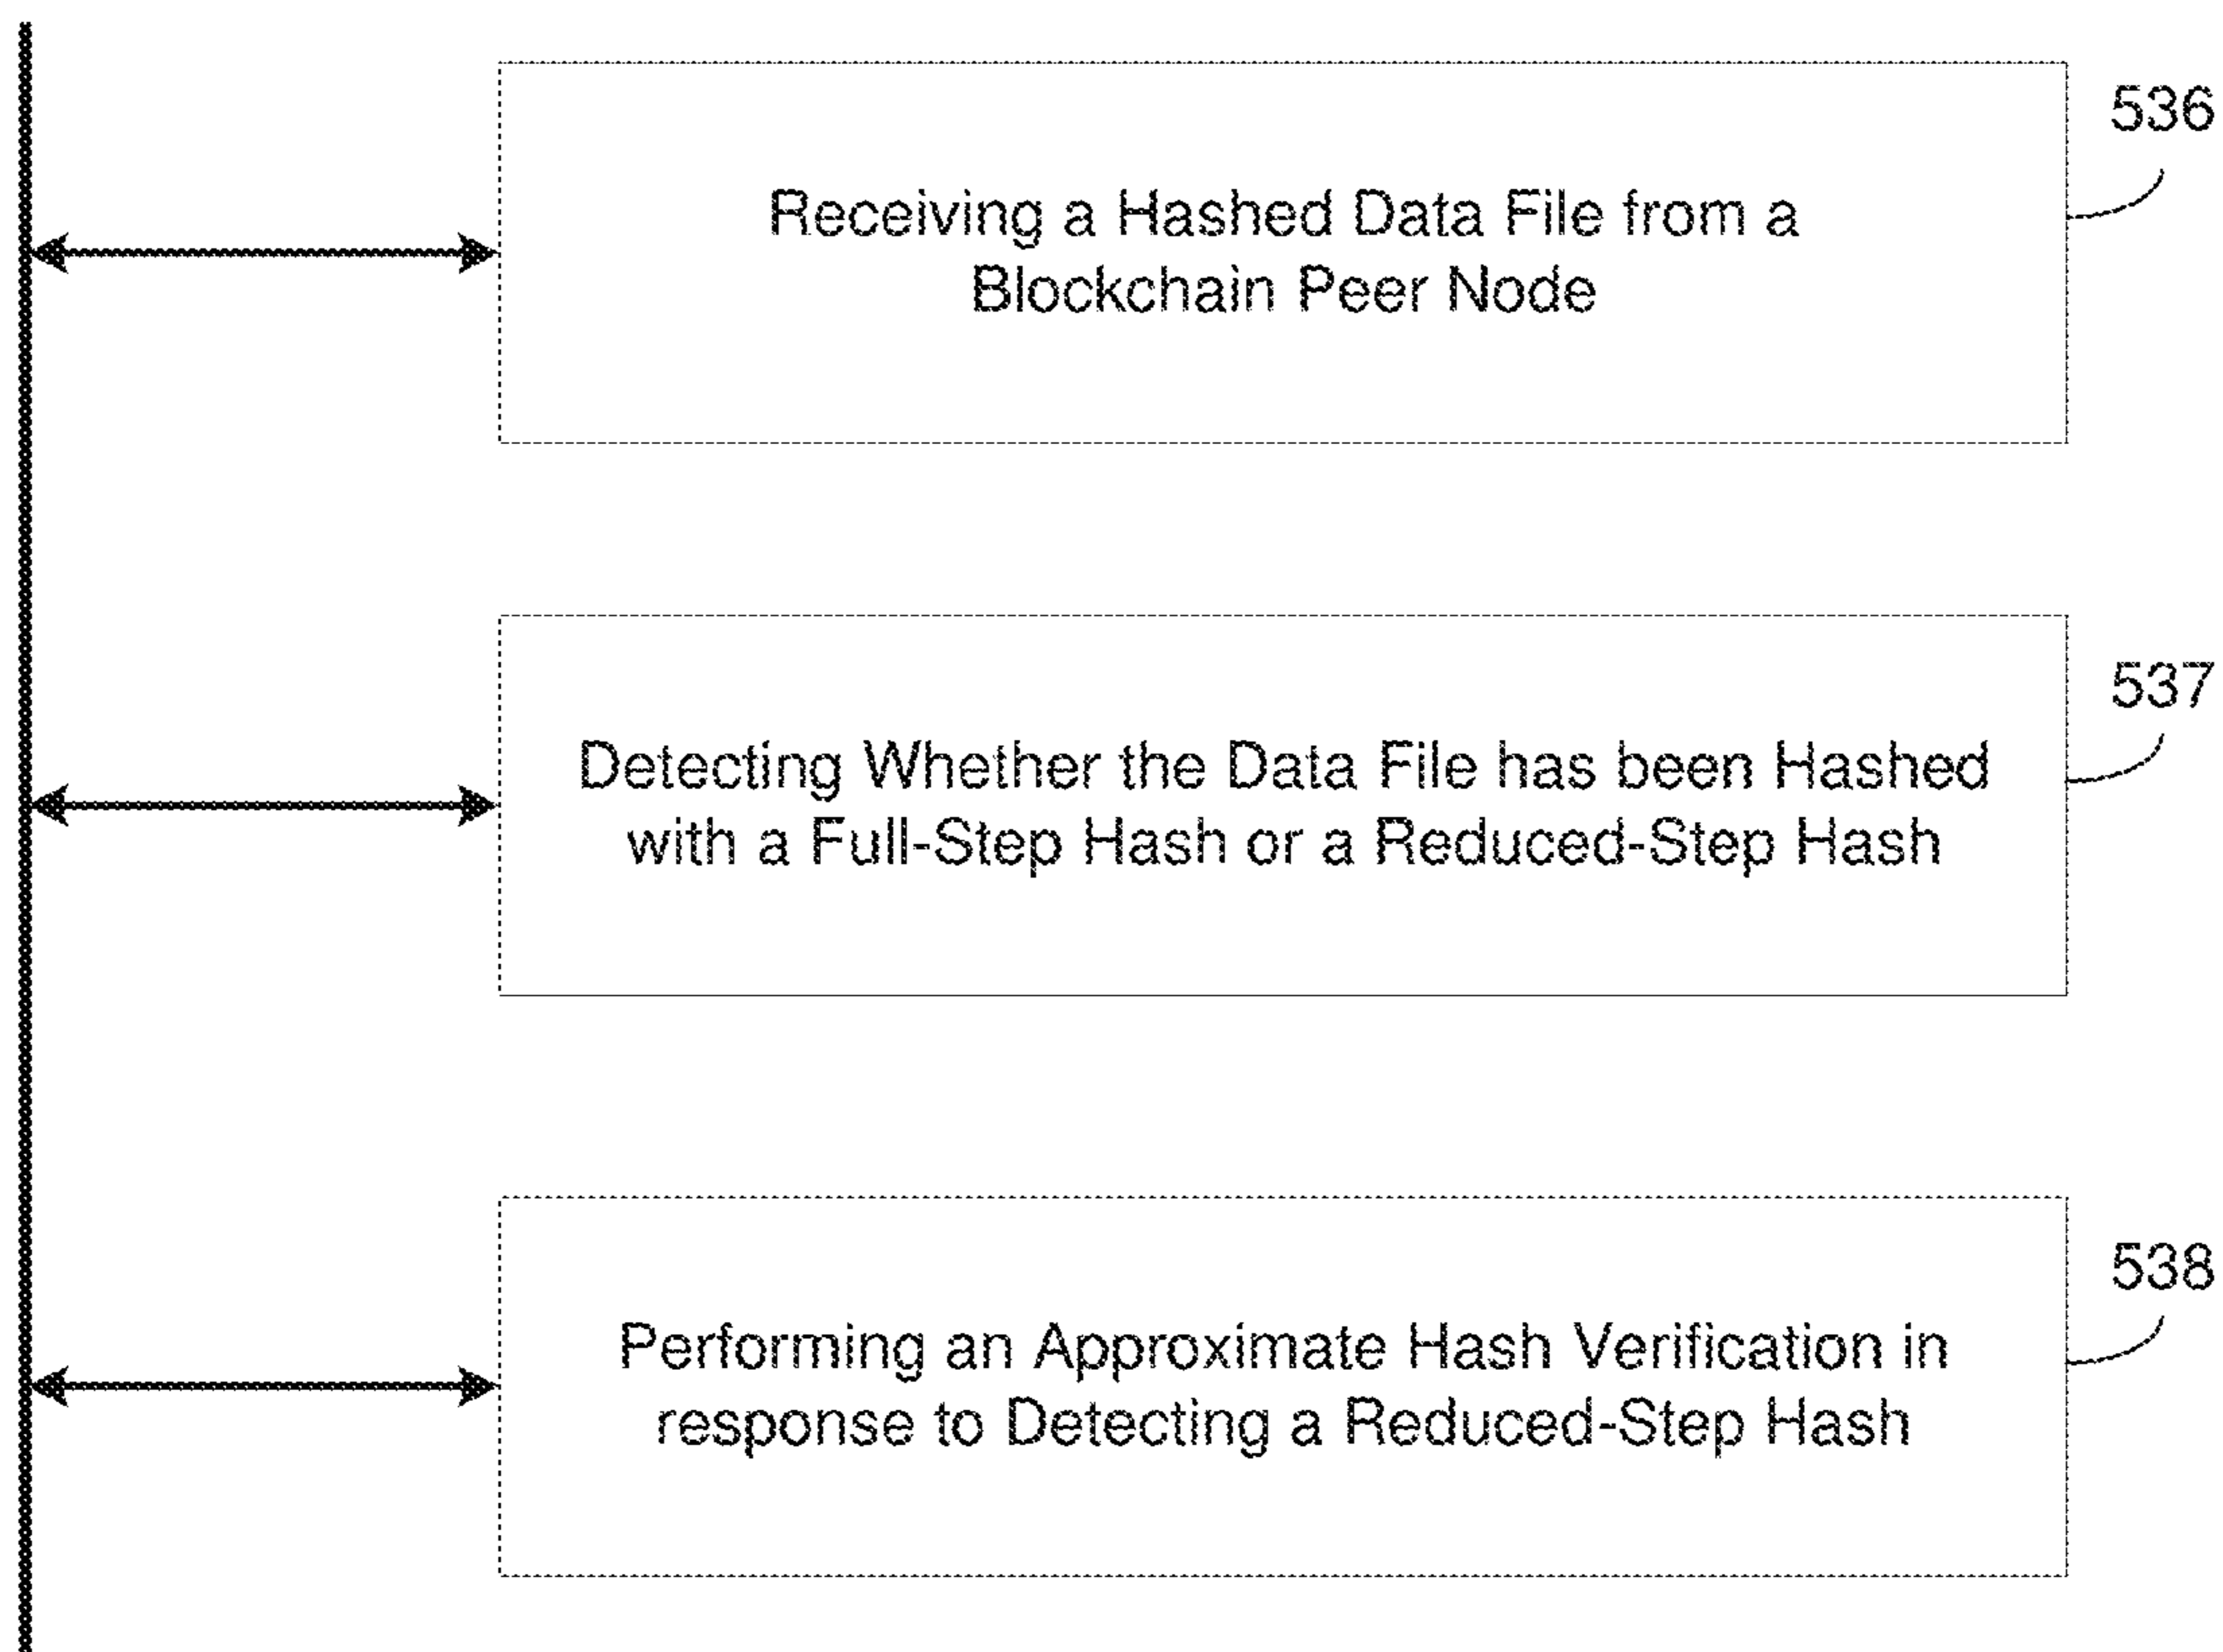 536
Receiving a Hashed Data File from a
Blockchain Peer Node
537
Detecting Whether the Data File has been Hashed
with a Full-Step Hash or a Reduced-Step Hash
538
Performing an Approximate Hash Verification in
response to Detecting a Reduced-Step Hash